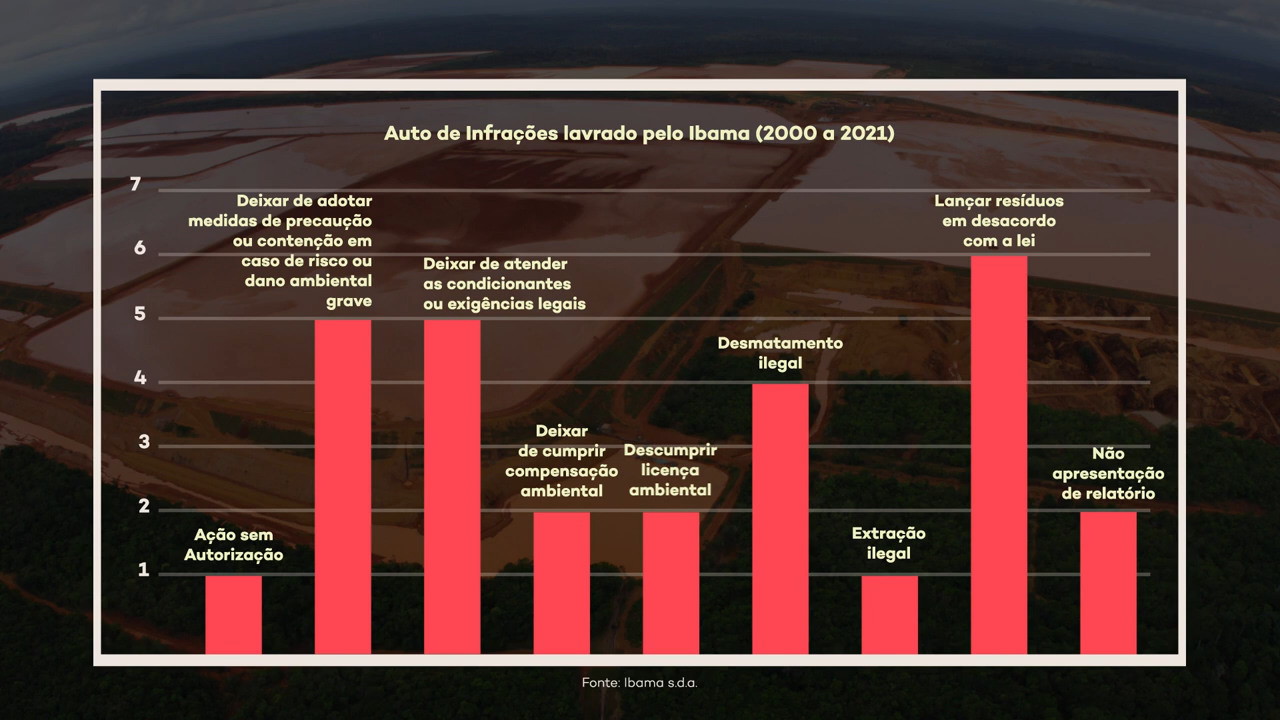 Auto de Infrações lavrado pelo Ibama (2000 a 2021)
7
6
5
4
3
2
1
Ação sem
Autorização
Deixar de adotar
medidas de precaução
ou contenção em
caso de risco ou
dano ambiental
grave
Deixar de atender
as condicionantes
ou exigências legais
Deixar
de cumprir
compensação
ambiental
Descumprir
licença
ambiental
Desmatamento
ilegal
Extração
ilegal
Lançar resíduos
em desacordo
com a lei
Não
apresentação
de relatório
Fonte: Ibama s.d.a.